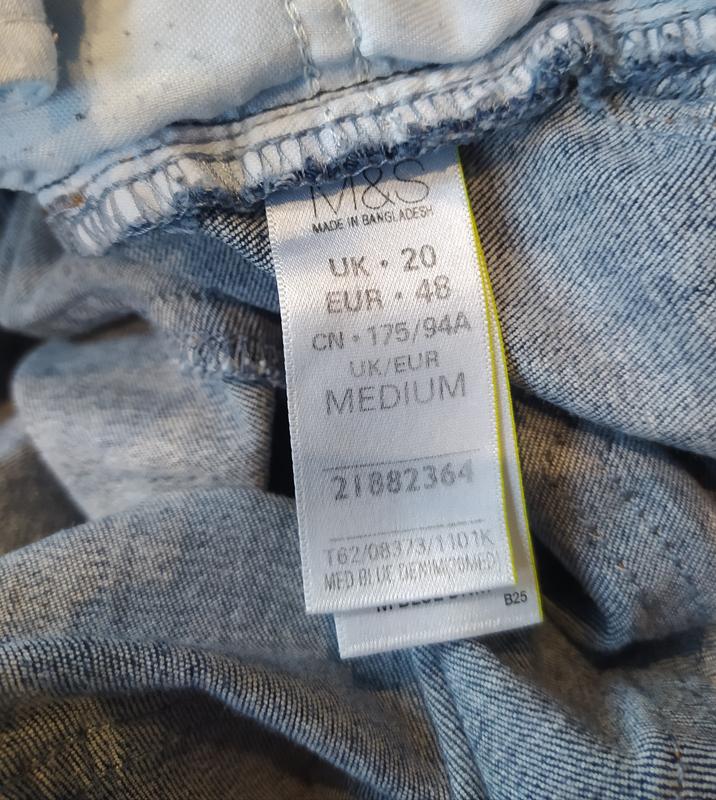 M&S
MADE IN BANGLADESH
UK • 20
EUR • 48
CN • 175/94A
UK/EUR
MEDIUM
21882364
T62/08373/1101K
MED BLUE DENIM
B25